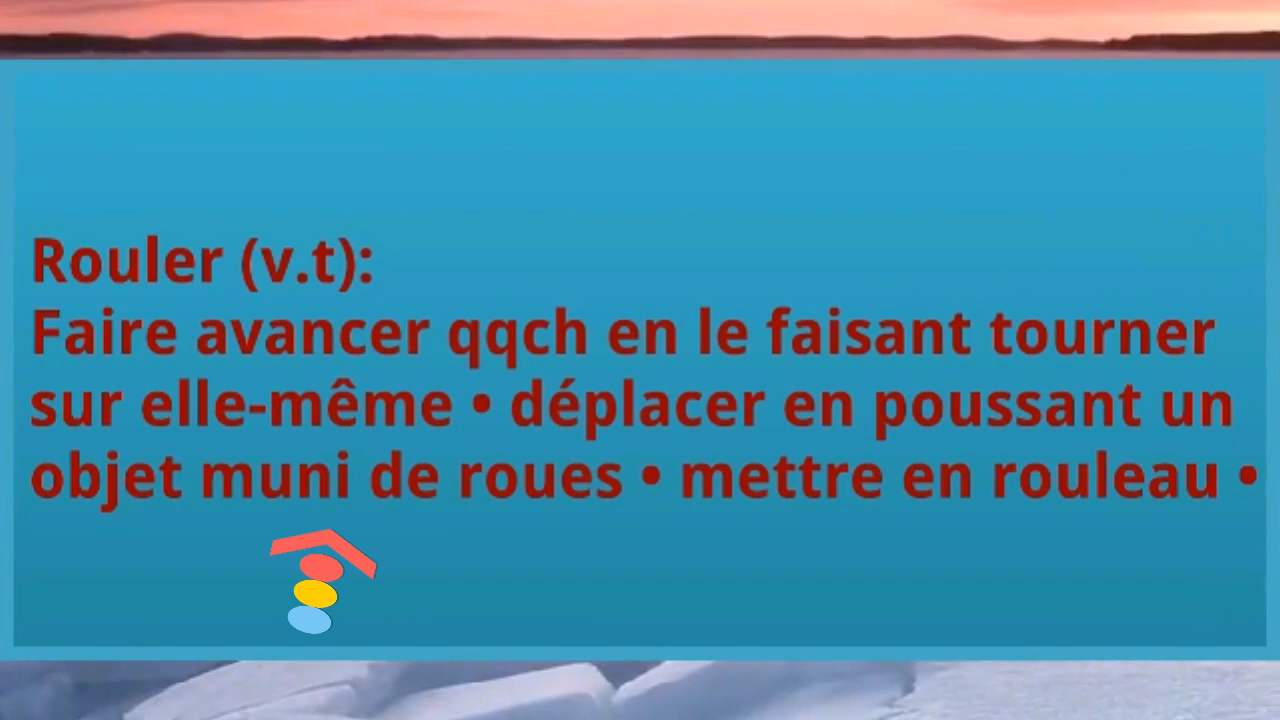 Rouler (v.t):
Faire avancer qqch en le faisant tourner
sur elle-même • déplacer en poussant un
objet muni de roues • mettre en rouleau •